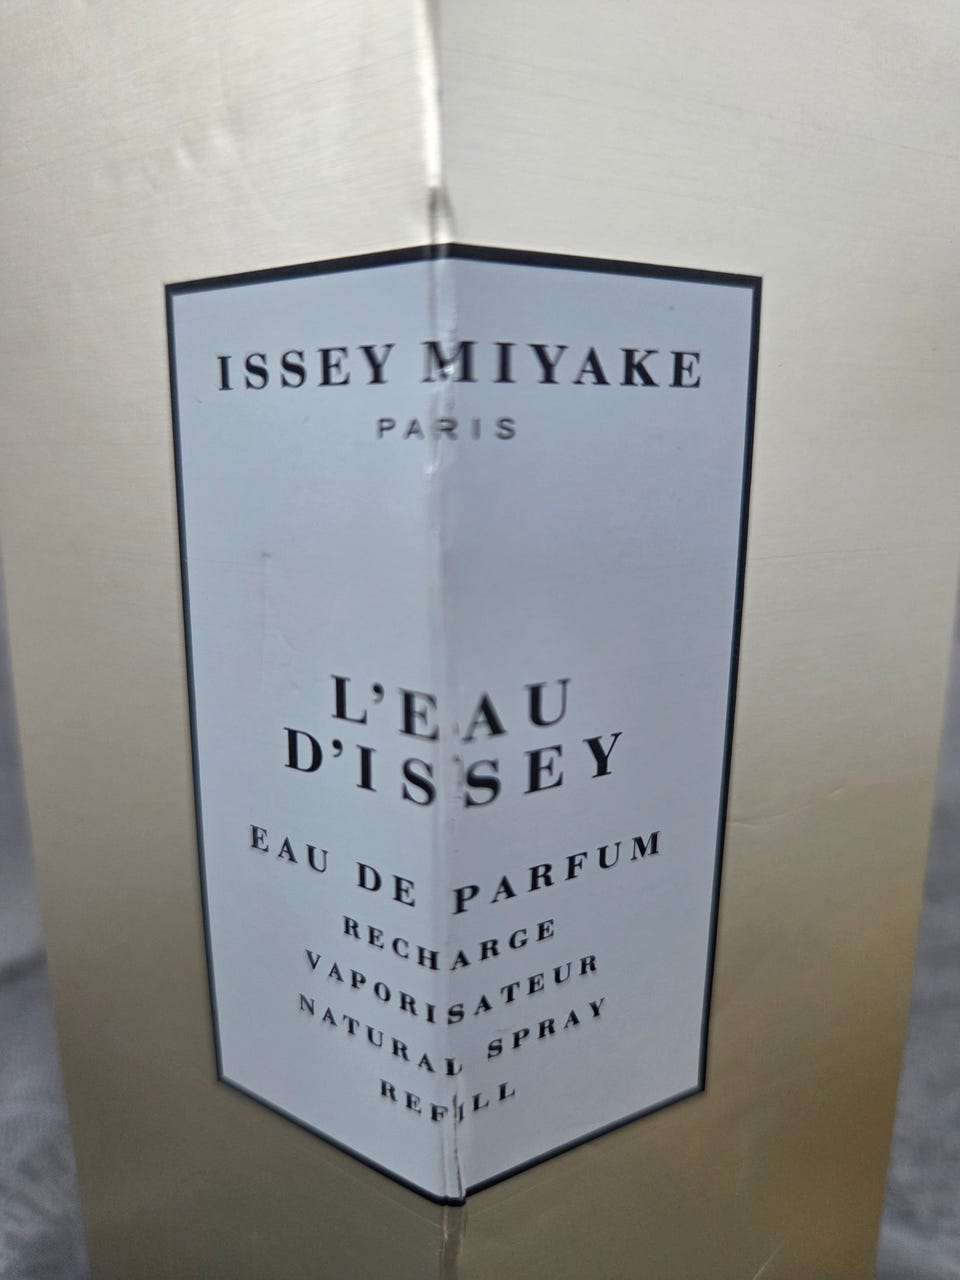 ISSEY MIYAKE
PARIS
L'EAU
D'ISSEY
EAU DE PARFUM
RECHARGE
VAPORISATEUR
NATURAL SPRAY
REFILL